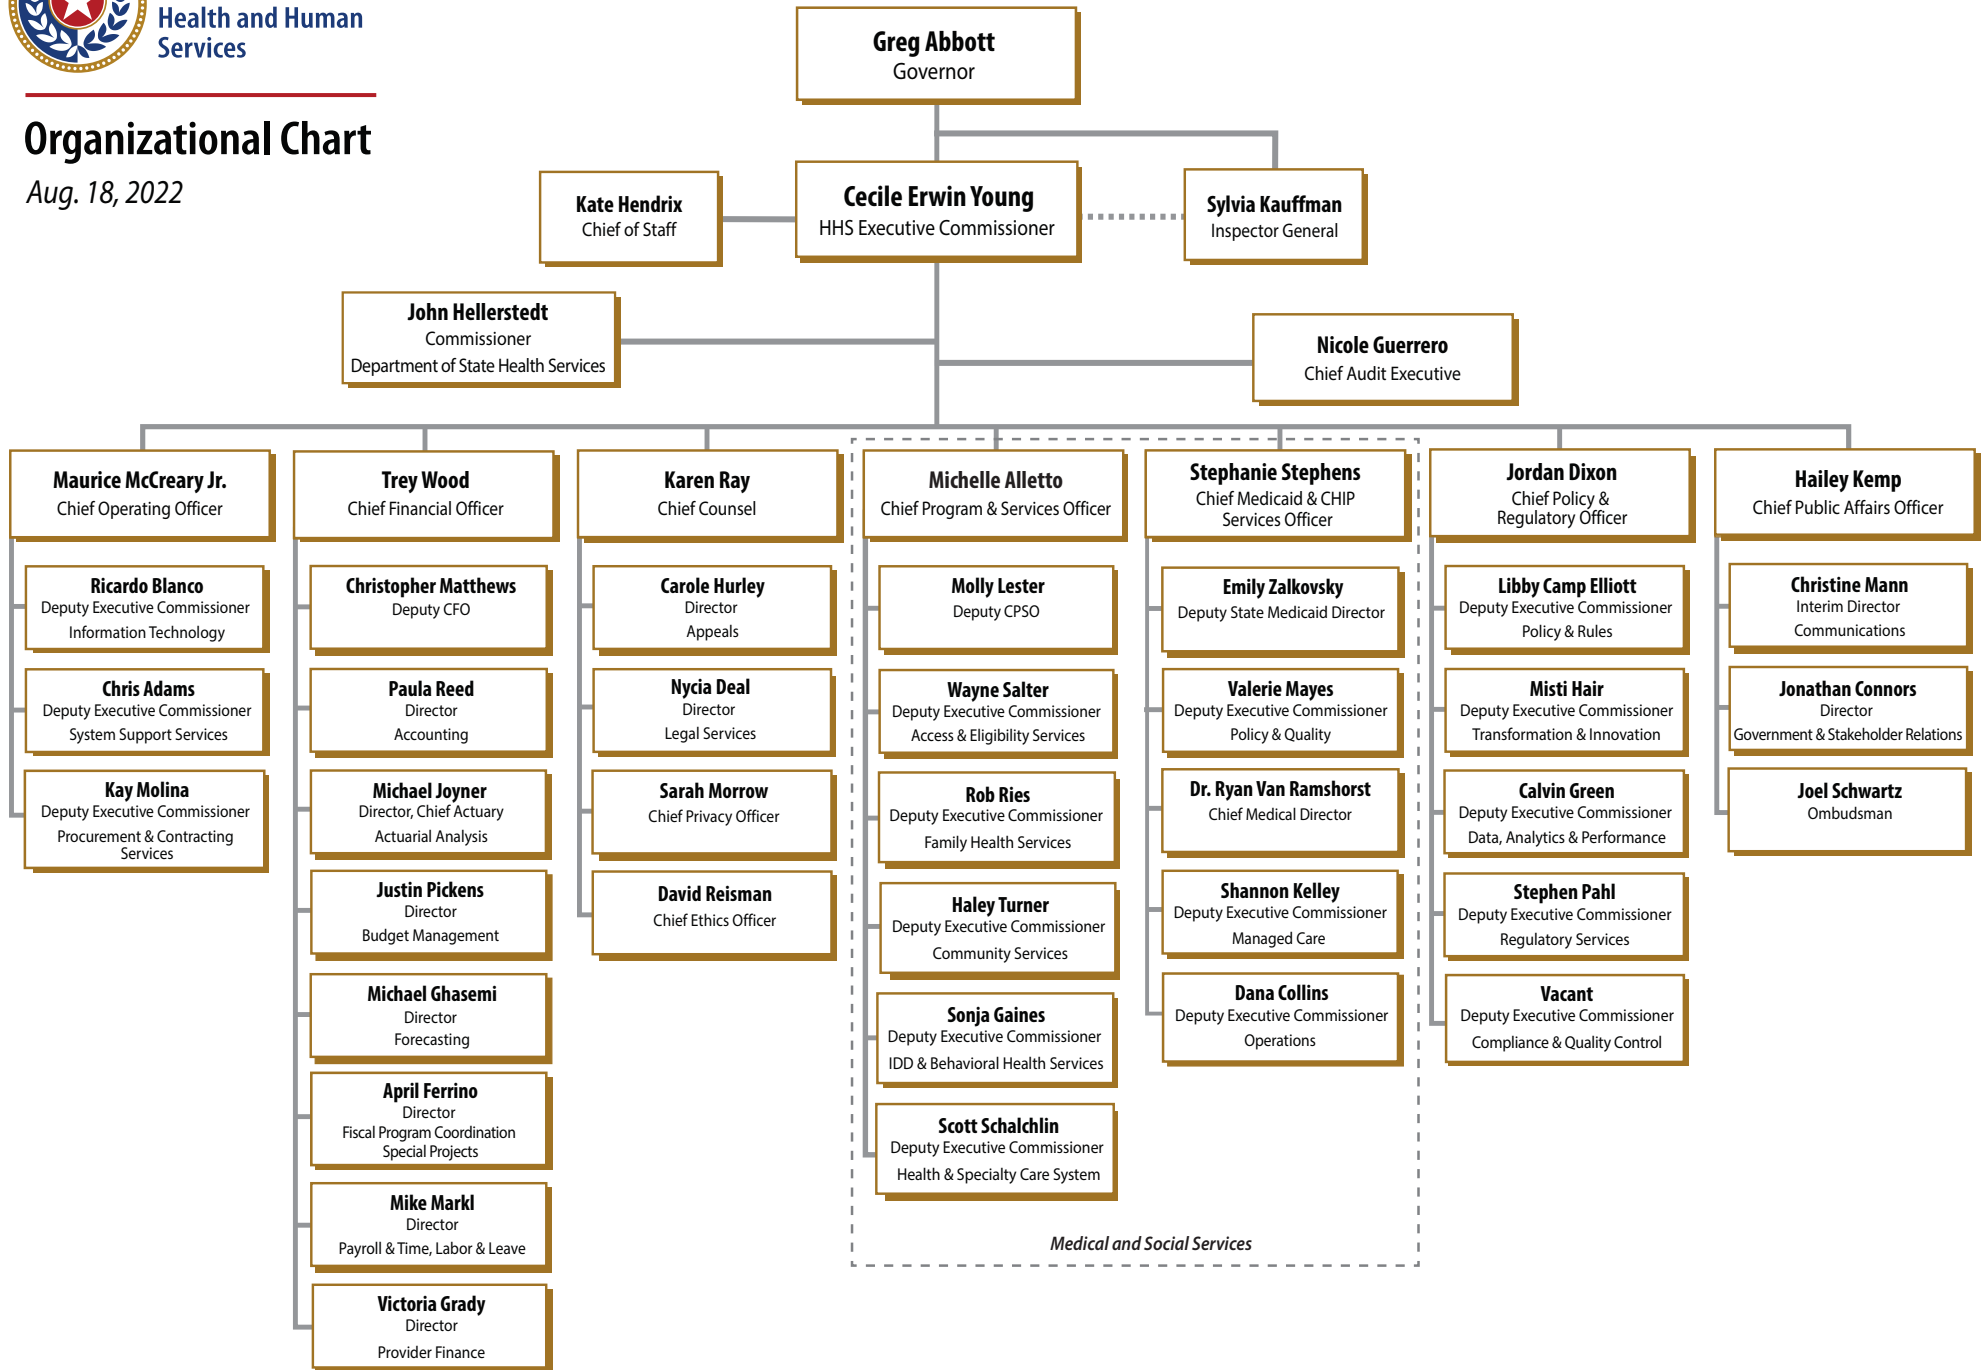 Health and Human
Services
Organizational Chart
Aug. 18, 2022
Greg Abbott
Governor
Kate Hendrix
Chief of Staff
Cecile Erwin Young
HHS Executive Commissioner
Sylvia Kauffman
Inspector General
John Hellerstedt
Commissioner
Department of State Health Services
Nicole Guerrero
Chief Audit Executive
Maurice McCreary Jr.
Chief Operating Officer
Ricardo Blanco
Deputy Executive Commissioner
Information Technology
Chris Adams
Deputy Executive Commissioner
System Support Services
Kay Molina
Deputy Executive Commissioner
Procurement & Contracting
Services
Trey Wood
Chief Financial Officer
Christopher Matthews
Deputy CFO
Paula Reed
Director
Accounting
Michael Joyner
Director, Chief Actuary
Actuarial Analysis
Justin Pickens
Director
Budget Management
Michael Ghasemi
Director
Forecasting
April Ferrino
Director
Fiscal Program Coordination
Special Projects
Mike Markl
Director
Payroll & Time, Labor & Leave
Victoria Grady
Director
Provider Finance
Karen Ray
Chief Counsel
Carole Hurley
Director
Appeals
Nycia Deal
Director
Legal Services
Sarah Morrow
Chief Privacy Officer
David Reisman
Chief Ethics Officer
Michelle Alletto
Chief Program & Services Officer
Molly Lester
Deputy CPSO
Wayne Salter
Deputy Executive Commissioner
Access & Eligibility Services
Rob Ries
Deputy Executive Commissioner
Family Health Services
Haley Turner
Deputy Executive Commissioner
Community Services
Sonja Gaines
Deputy Executive Commissioner
IDD & Behavioral Health Services
Scott Schalchlin
Deputy Executive Commissioner
Health & Specialty Care System
Stephanie Stephens
Chief Medicaid & CHIP
Services Officer
Emily Zalkovsky
Deputy State Medicaid Director
Valerie Mayes
Deputy Executive Commissioner
Policy & Quality
Dr. Ryan Van Ramshorst
Chief Medical Director
Shannon Kelley
Deputy Executive Commissioner
Managed Care
Dana Collins
Deputy Executive Commissioner
Operations
Medical and Social Services
Jordan Dixon
Chief Policy &
Regulatory Officer
Libby Camp Elliott
Deputy Executive Commissioner
Policy & Rules
Misti Hair
Deputy Executive Commissioner
Transformation & Innovation
Calvin Green
Deputy Executive Commissioner
Data, Analytics & Performance
Stephen Pahl
Deputy Executive Commissioner
Regulatory Services
Vacant
Deputy Executive Commissioner
Compliance & Quality Control
Hailey Kemp
Chief Public Affairs Officer
Christine Mann
Interim Director
Communications
Jonathan Connors
Director
Government & Stakeholder Relations
Joel Schwartz
Ombudsman